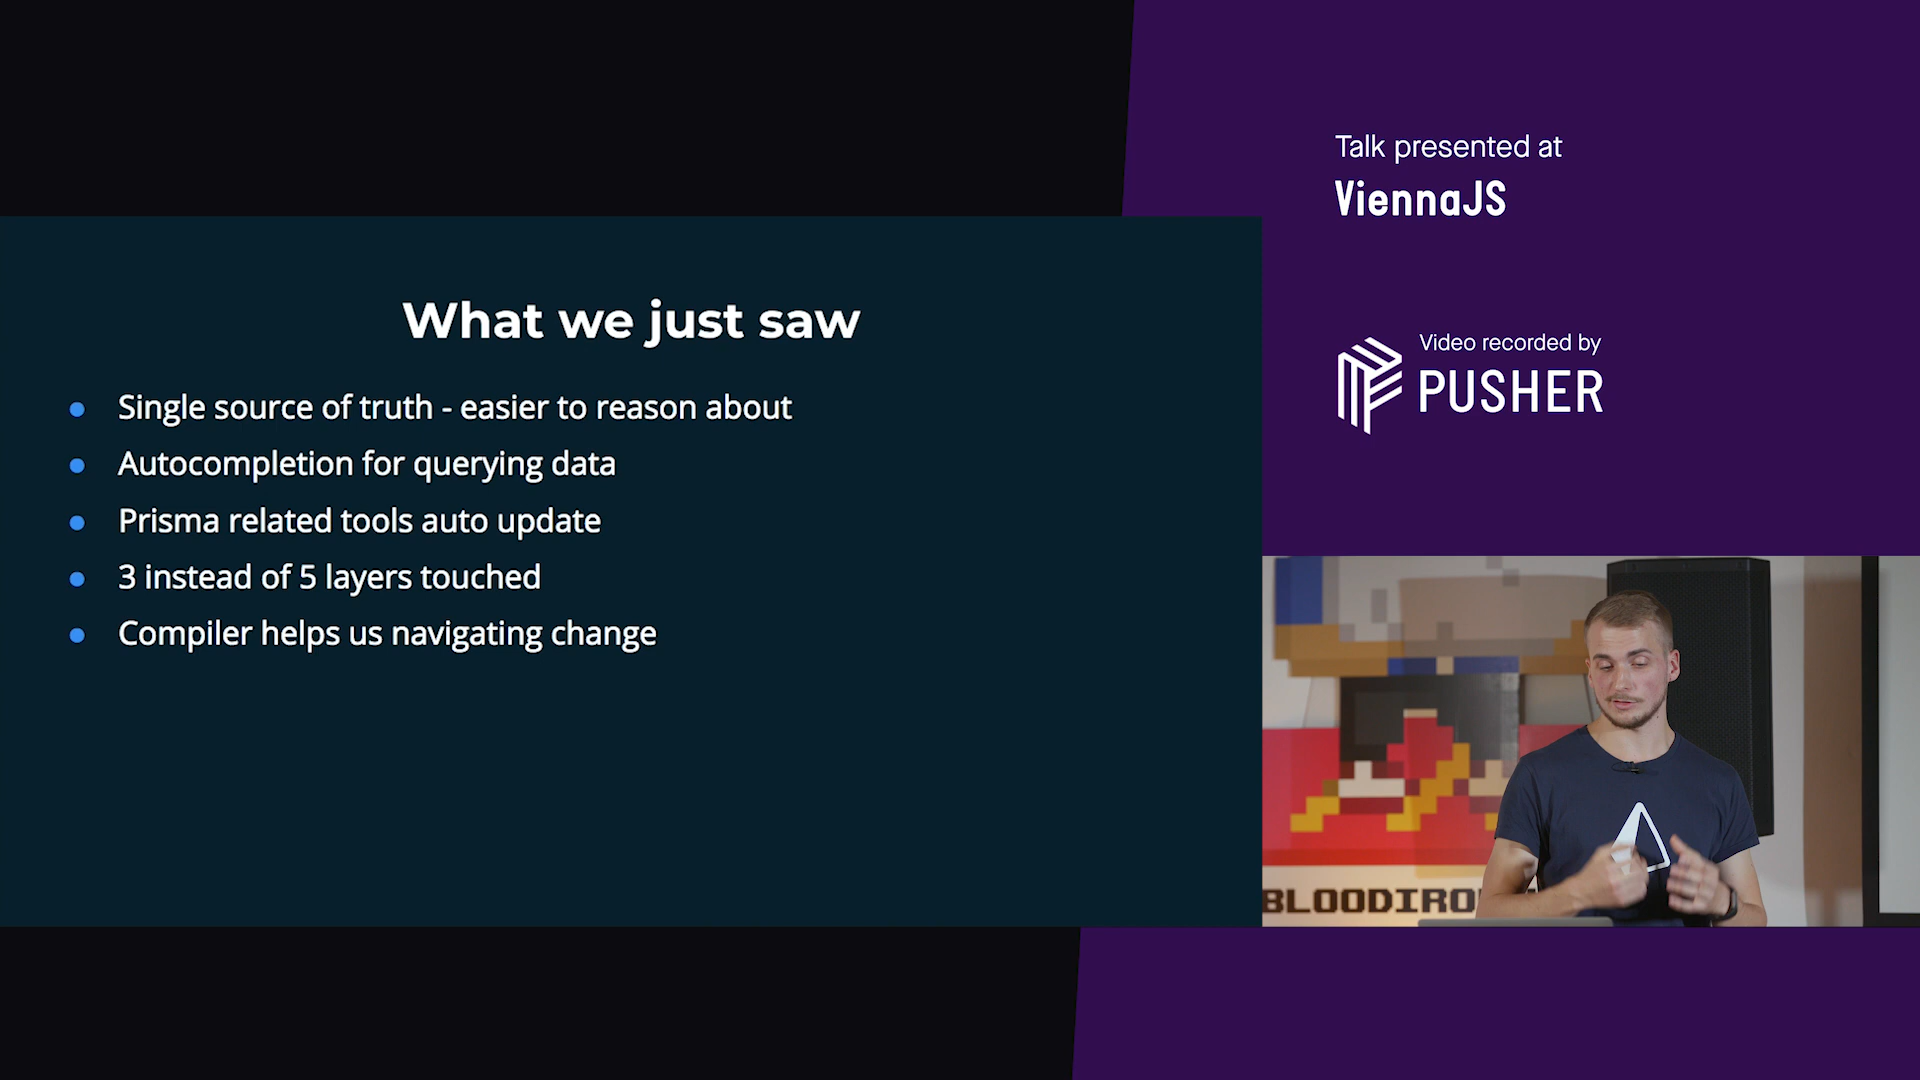 Talk presented at
ViennaJS
Video recorded by
PUSHER
What we just saw
Single source of truth - easier to reason about
Autocompletion for querying data
Prisma related tools auto update
3 instead of 5 layers touched
Compiler helps us navigating change